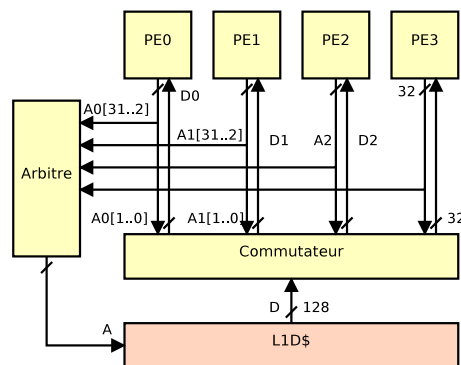 PE0 PE1 PE2 PE3
D0 32
A0[31..2]
A1[31..2] D1 A2 D2
Arbitre
A0[1..0] A1[1..0] 32
Commutateur
D 128
A
L1D$